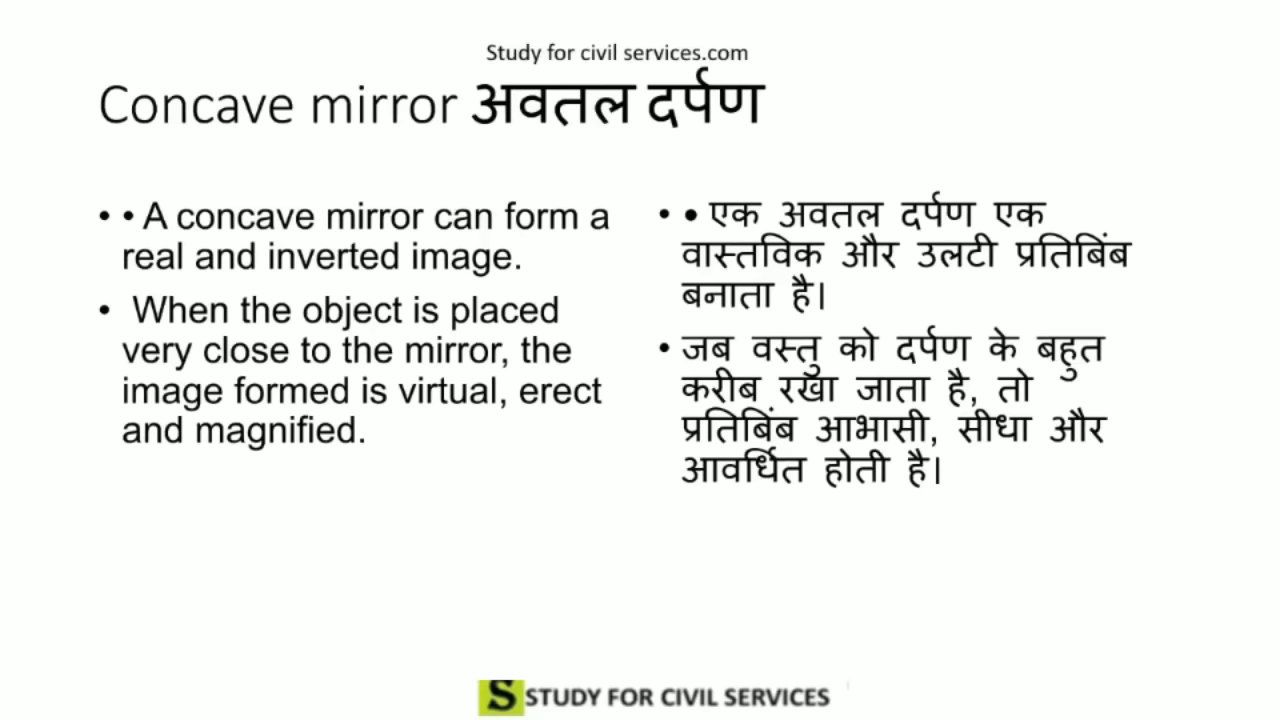 Study for civil services.com
Concave mirror अवतल दर्पण
• • A concave mirror can form a
real and inverted image.
• When the object is placed
very close to the mirror, the
image formed is virtual, erect
and magnified.
• • एक अवतल दर्पण एक
वास्तविक और उलटी प्रतिबिंब
बनाता है।
• जब वस्तु को दर्पण के बहुत
करीब रखा जाता है, तो
प्रतिबिंब आभासी, सीधा और
आवर्धित होती है।
S STUDY FOR CIVIL SERVICES